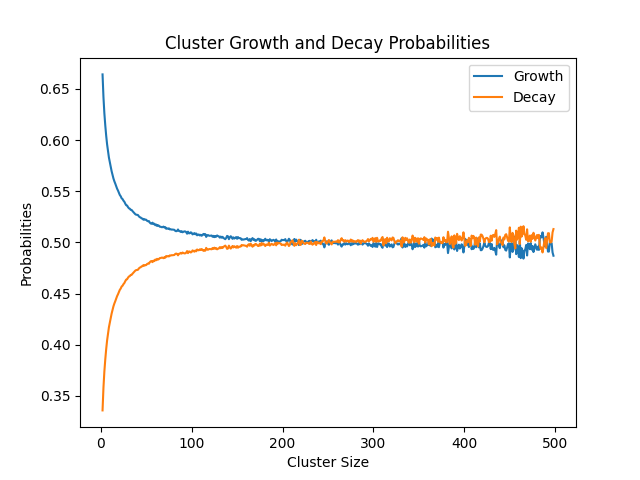 Cluster Growth and Decay Probabilities
Growth
Decay
Probabilities
0.65
0.60
0.55
0.50
0.45
0.40
0.35
0 100 200 300 400 500
Cluster Size